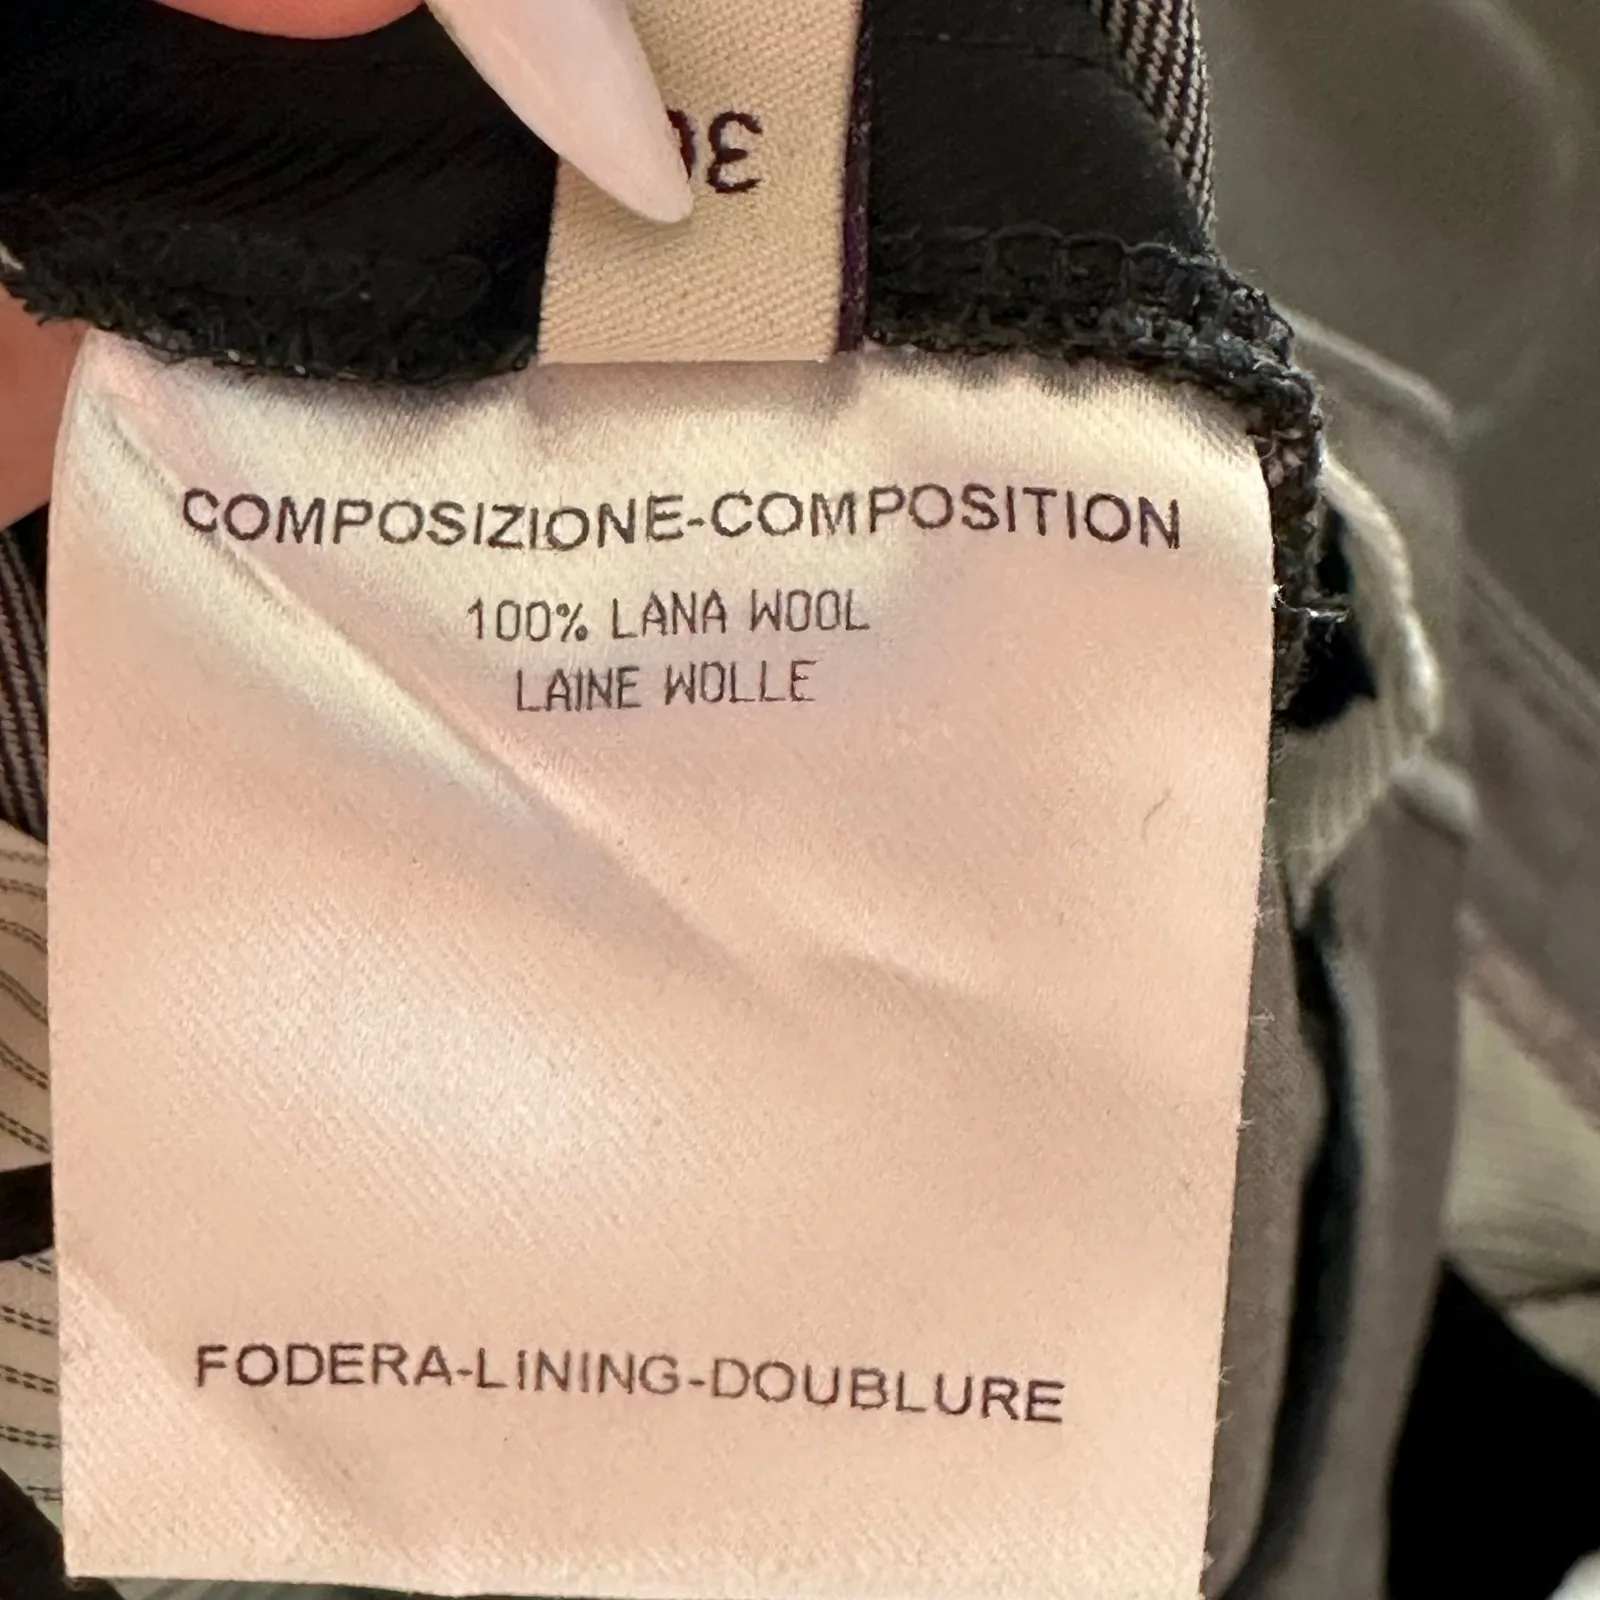 COMPOSIZIONE-COMPOSITION
100% LANA WOOL
LAINE WOLLE
FODERA-LINING-DOUBLURE